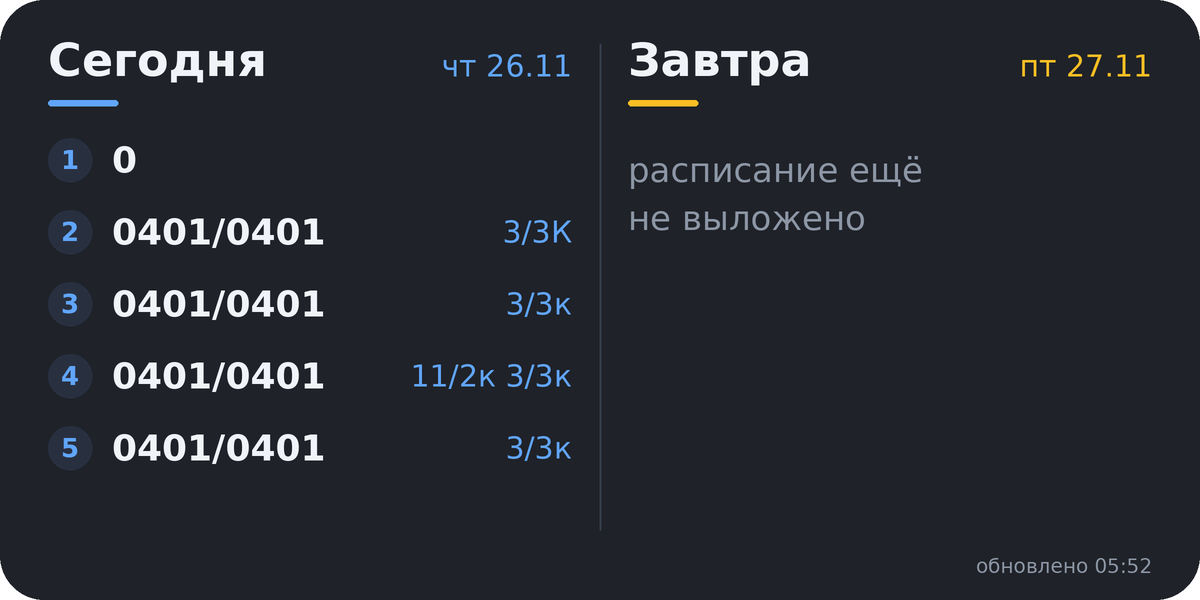 Сегодня чт 26.11
1 0
2 0401/0401 3/3К
3 0401/0401 3/3к
4 0401/0401 11/2к 3/3к
5 0401/0401 3/3к
Завтра пт 27.11
расписание ещё
не выложено
обновлено 05:52